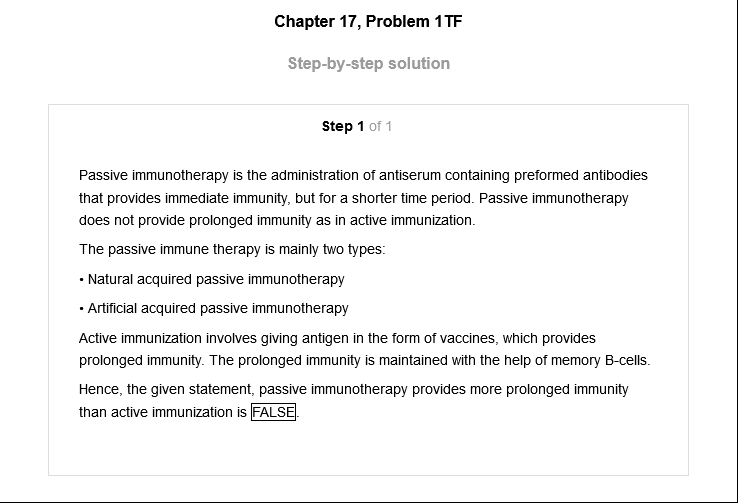 Chapter 17, Problem 1TF
Step-by-step solution
Step 1 of 1
Passive immunotherapy is the administration of antiserum containing preformed antibodies
that provides immediate immunity, but for a shorter time period. Passive immunotherapy
does not provide prolonged immunity as in active immunization.
The passive immune therapy is mainly two types:
• Natural acquired passive immunotherapy
• Artificial acquired passive immunotherapy
Active immunization involves giving antigen in the form of vaccines, which provides
prolonged immunity. The prolonged immunity is maintained with the help of memory B-cells.
Hence, the given statement, passive immunotherapy provides more prolonged immunity
than active immunization is FALSE.